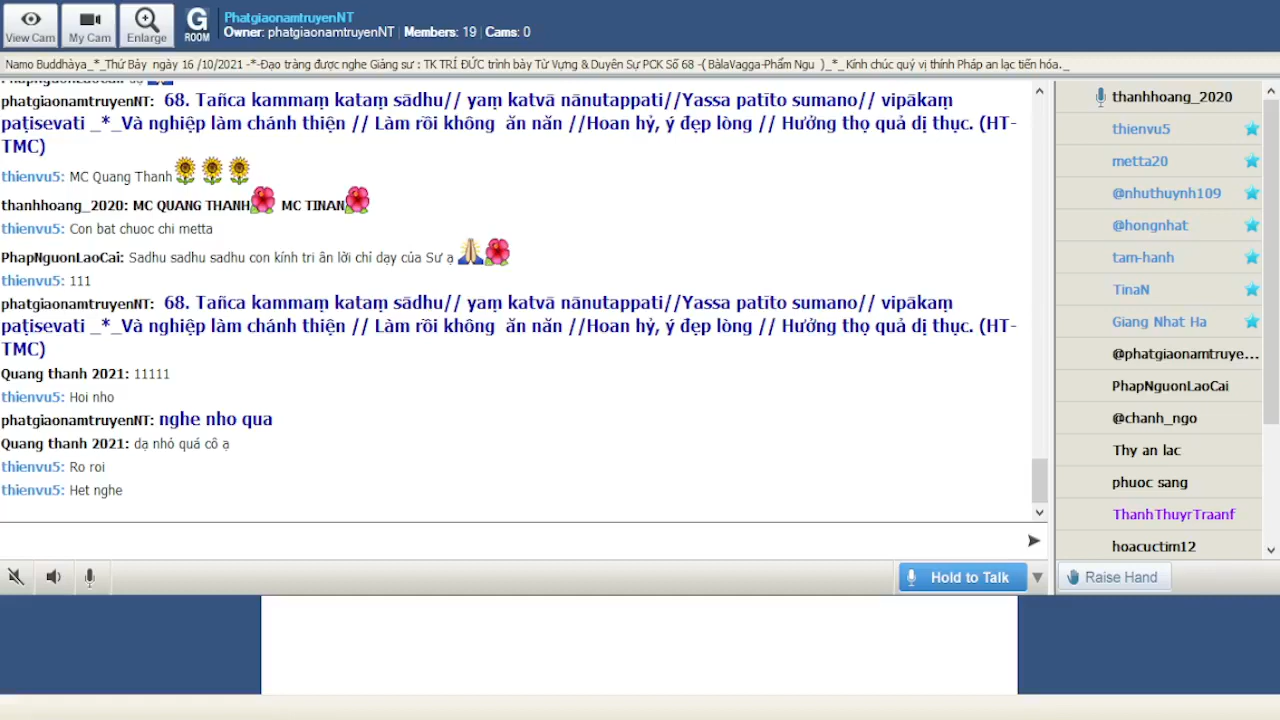 View Cam
My Cam
Enlarge
G
ROOM
PhatgiaonamtruyenNT
Owner: phatgiaonamtruyenNT | Members: 19 | Cams: 0
Namo Buddhàya_*_Thứ Bảy ngày 16 /10/2021 -*-Đạo tràng được nghe Giảng sư : TK TRÍ ĐỨC trình bày Từ Vựng & Duyên Sự PCK Số 68 -( BàlaVagga-Phẩm Ngu )_*_ Kính chúc quý vị thính Pháp an lạc tiến hóa._
phatgiaonamtruyenNT: 68. Tañca kammaṃ kataṃ sādhu// yaṃ katvā nānutappati//Yassa patīto sumano// vipākaṃ
paṭisevati _*_Và nghiệp làm chánh thiện // Làm rồi không ăn năn //Hoan hỷ, ý đẹp lòng // Hưởng thọ quả dị thục. (HT-
TMC)
thienvu5: MC Quang Thanh
thanhhoang_2020: MC QUANG THANH MC TINAN
thienvu5: Con bat chuoc chi metta
PhapNguonLaoCai: Sadhu sadhu sadhu con kính tri ân lời chỉ dạy của Sư ạ
thienvu5: 111
phatgiaonamtruyenNT: 68. Tañca kammaṃ kataṃ sādhu// yaṃ katvā nānutappati//Yassa patīto sumano// vipākaṃ
paṭisevati _*_Và nghiệp làm chánh thiện // Làm rồi không ăn năn //Hoan hỷ, ý đẹp lòng // Hưởng thọ quả dị thục. (HT-
TMC)
Quang thanh 2021: 11111
thienvu5: Hoi nho
phatgiaonamtruyenNT: nghe nho qua
Quang thanh 2021: dạ nhỏ quá cô ạ
thienvu5: Ro roi
thienvu5: Het nghe
Hold to Talk
thanhhoang_2020
thienvu5
metta20
@nhuthuynh109
@hongnhat
tam-hanh
TinaN
Giang Nhat Ha
@phatgiaonamtruye...
PhapNguonLaoCai
@chanh_ngo
Thy an lac
phuoc sang
ThanhThuyrTraanf
hoacuctim12
Raise Hand